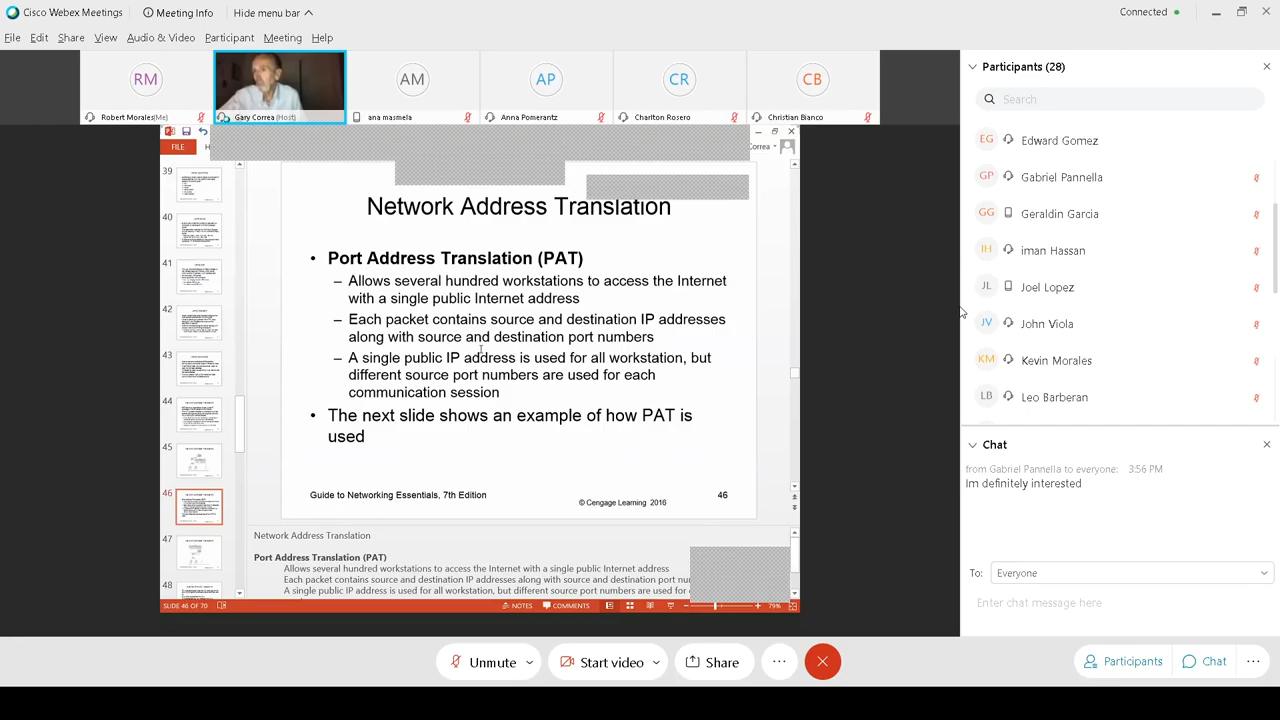 Cisco Webex Meetings
Meeting Info
Hide menu bar
Connected
File Edit Share View Audio & Video Participant Meeting Help
RM
AM
AP
CR
CB
Robert Morales(Me)
Gary Correa (Host)
ana masmela
Anna Pomerantz
Charlton Rosero
Christian Bianco
FILE
H
Correa
39
40
41
42
43
44
45
46
47
48
Network Address Translation
• Port Address Translation (PAT)
– Allows several hundred workstations to access the Internet
with a single public Internet address
– Each packet contains source and destination IP addresses
along with source and destination port numbers
– A single public IP address is used for all workstation, but
different source port numbers are used for each
communication session
• The next slide shows an example of how PAT is
used
Guide to Networking Essentials, 7th Edition
46
© Cengage Learning 2016
Network Address Translation
Port Address Translation (PAT)
Allows several hundred workstations to access the Internet with a single public Internet address
Each packet contains source and destination IP addresses along with source and destination port nu
A single public IP address is used for all workstation, but different source port numbers are used for
SLIDE 46 OF 70
NOTES
COMMENTS
79%
Participants (28)
Search
EG Edward Gomez
GP Gabriel Pannella
Gerald Garcia
IH iman Hassan
JL Joel Lopez
John Viola
Kevin Morales
LB Leo Berberan
Chat
from Gabriel Pannella to everyone: 3:56 PM
Im definitely interested
To: Everyone
Enter chat message here
Unmute
Start video
Share
Participants
Chat